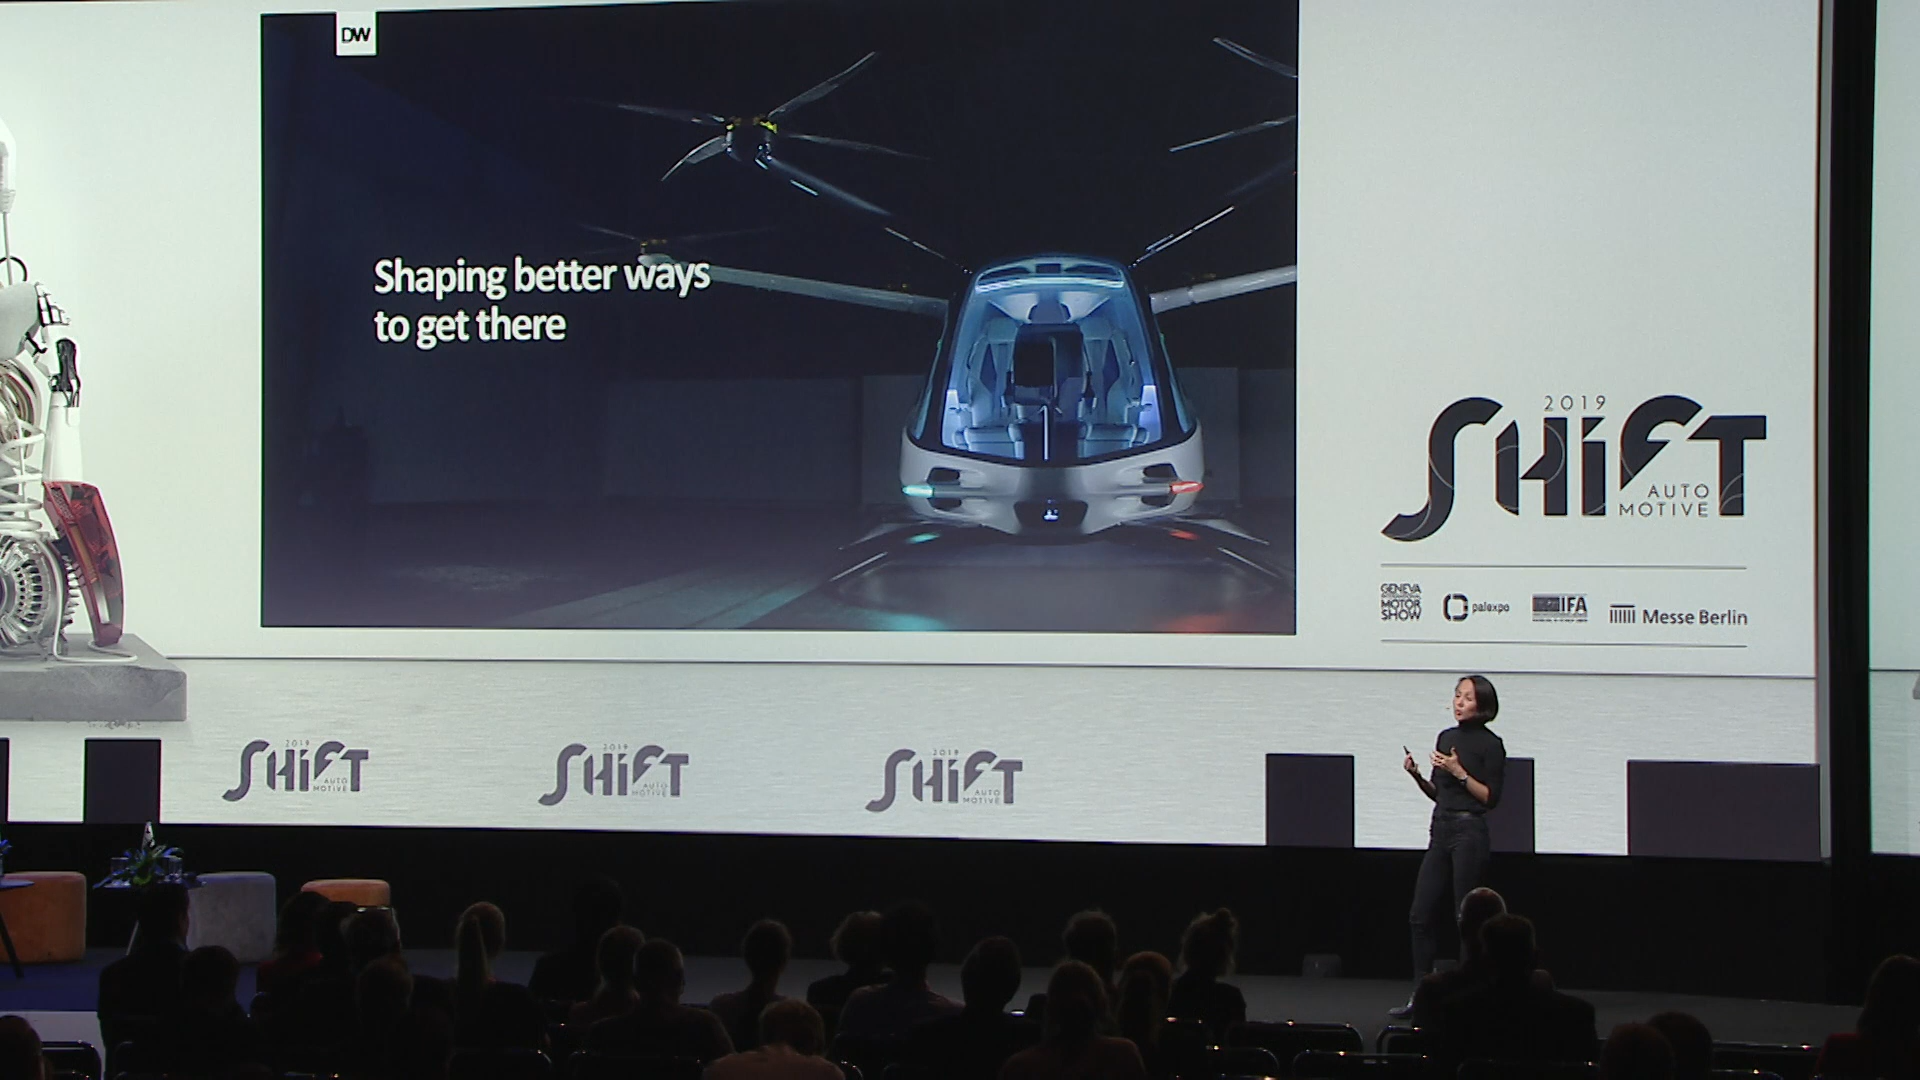 DW
Shaping better ways
to get there
2019
SHiFT
AUTO
MOTIVE
GENEVA
INTERNATIONAL
MOTOR
SHOW
palexpo
IFA
Messe Berlin
2019
SHiFT
AUTO
MOTIVE
2019
SHiFT
AUTO
MOTIVE
2019
SHiFT
AUTO
MOTIVE